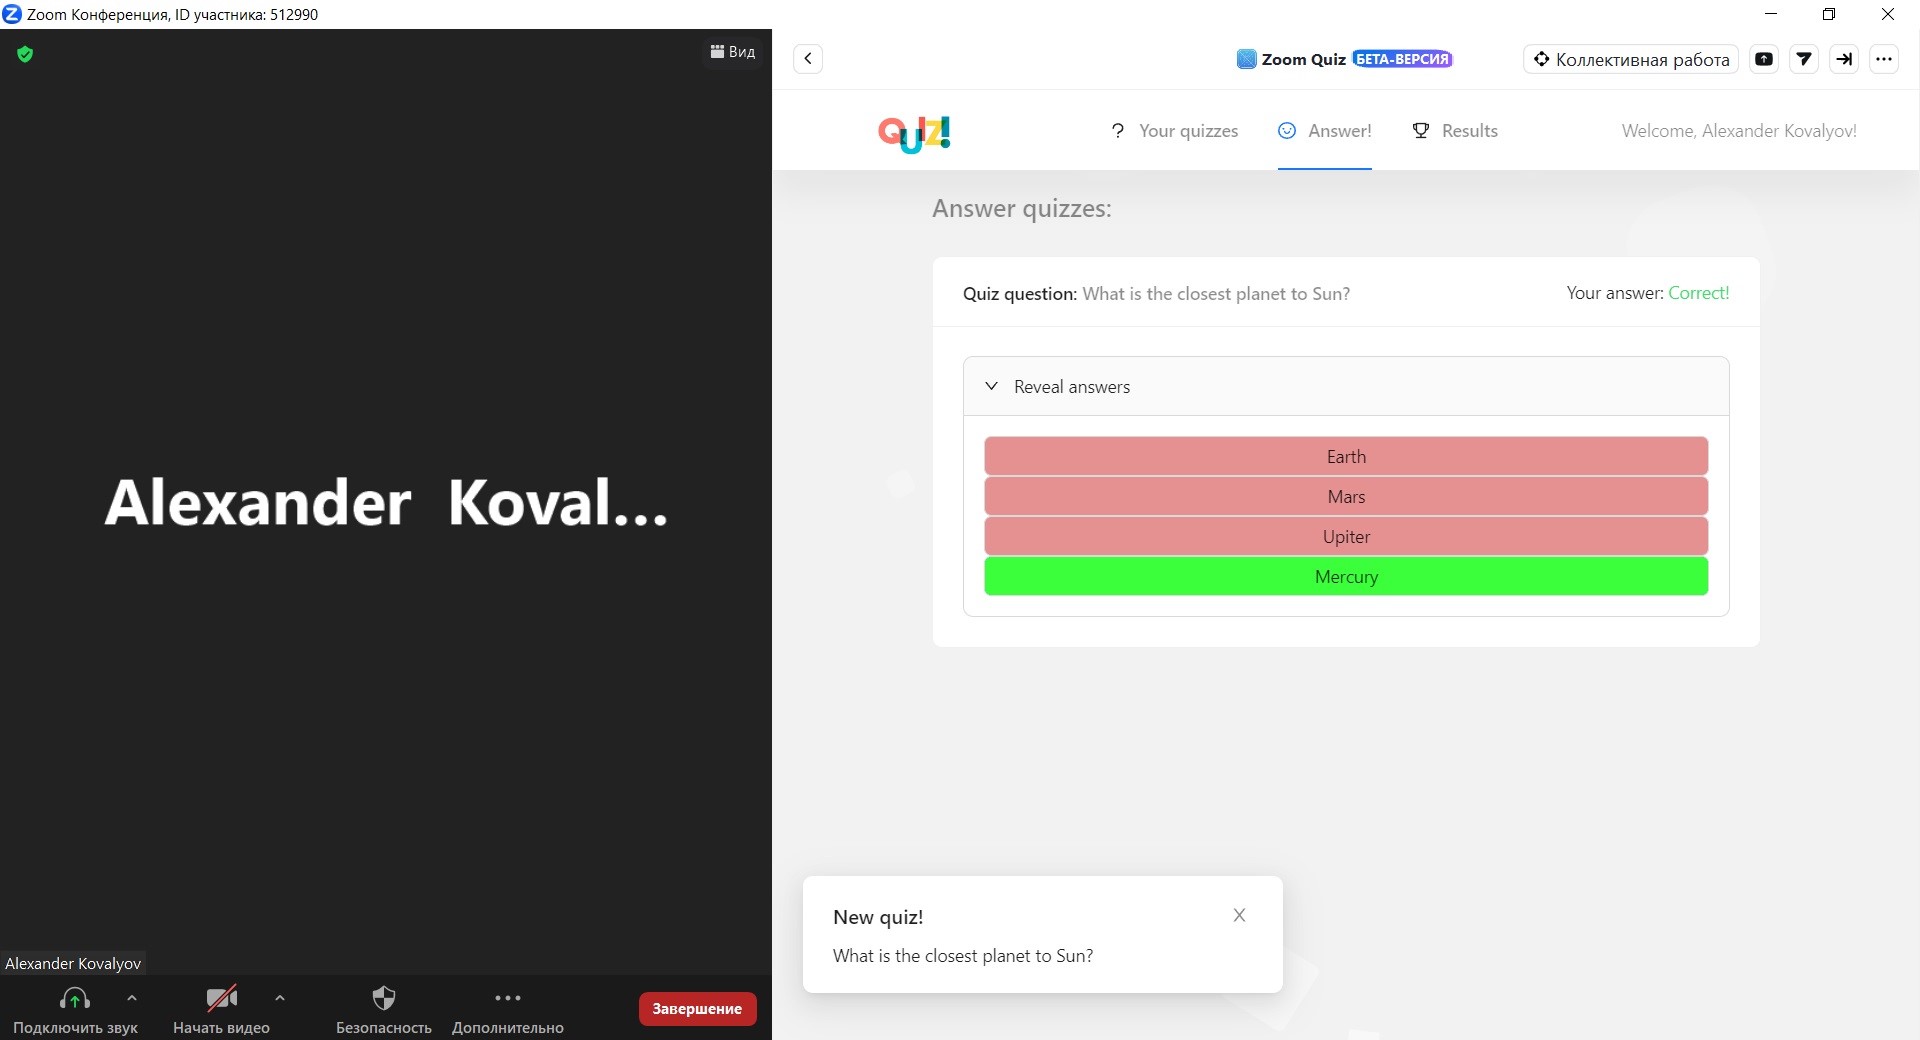 Zoom Конференция, ID участника: 512990
Вид
Zoom Quiz БЕТА-ВЕРСИЯ
Коллективная работа
QUIZ!
? Your quizzes
Answer!
Results
Welcome, Alexander Kovalyov!
Answer quizzes:
Quiz question: What is the closest planet to Sun?
Your answer: Correct!
Reveal answers
Earth
Mars
Upiter
Mercury
Alexander Koval...
New quiz!
X
What is the closest planet to Sun?
Alexander Kovalyov
Подключить звук
Начать видео
Безопасность
Дополнительно
Завершение